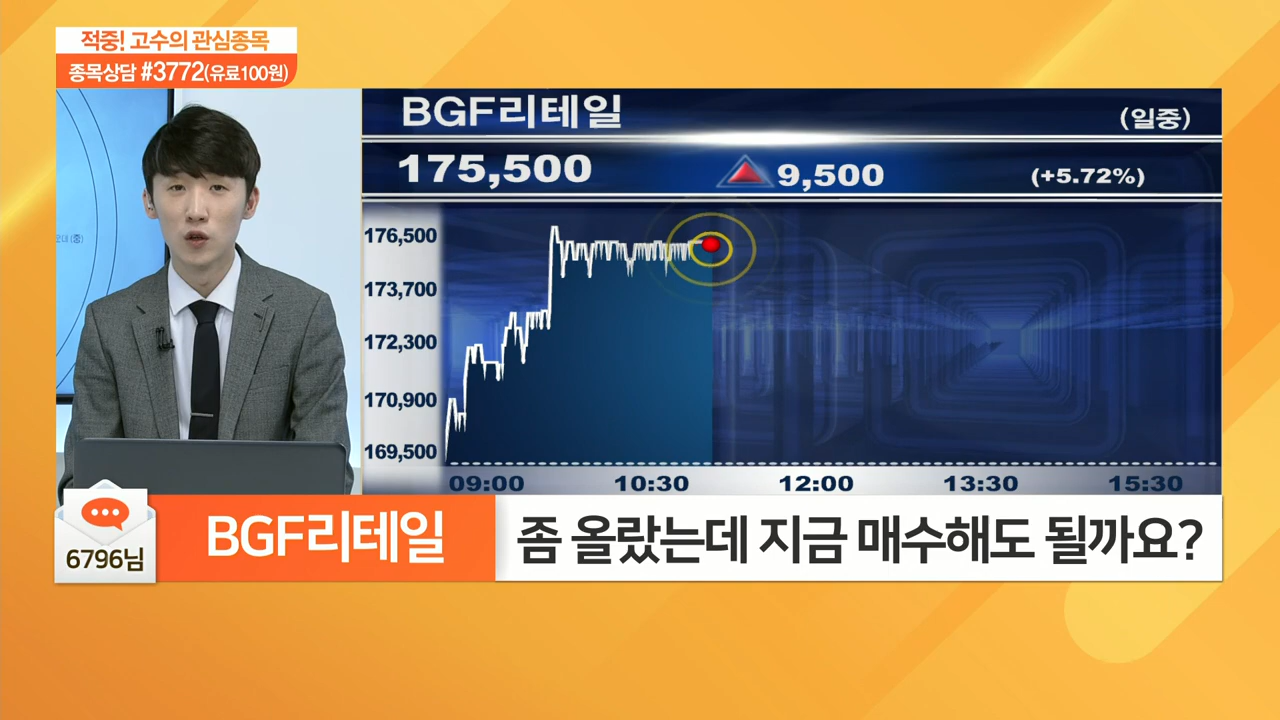 적중! 고수의 관심종목
종목상담 #3772(유료100원)
BGF리테일
(일중)
175,500 ▲ 9,500 (+5.72%)
176,500
173,700
172,300
170,900
169,500
09:00 10:30 12:00 13:30 15:30
6796님
BGF리테일
좀 올랐는데 지금 매수해도 될까요?